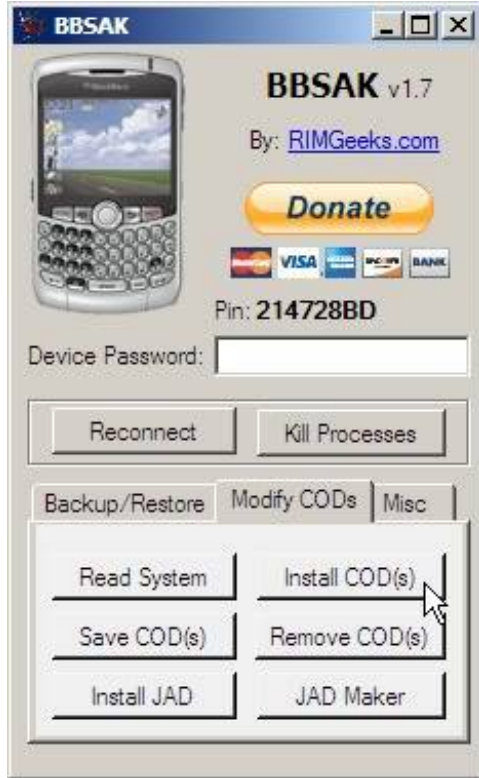 BBSAK
BBSAK v1.7
By: RIMGeeks.com
Donate
VISA
BANK
Pin: 214728BD
Device Password:
Reconnect
Kill Processes
Backup/Restore
Modify CODs
Misc
Read System
Install COD(s)
Save COD(s)
Remove COD(s)
Install JAD
JAD Maker